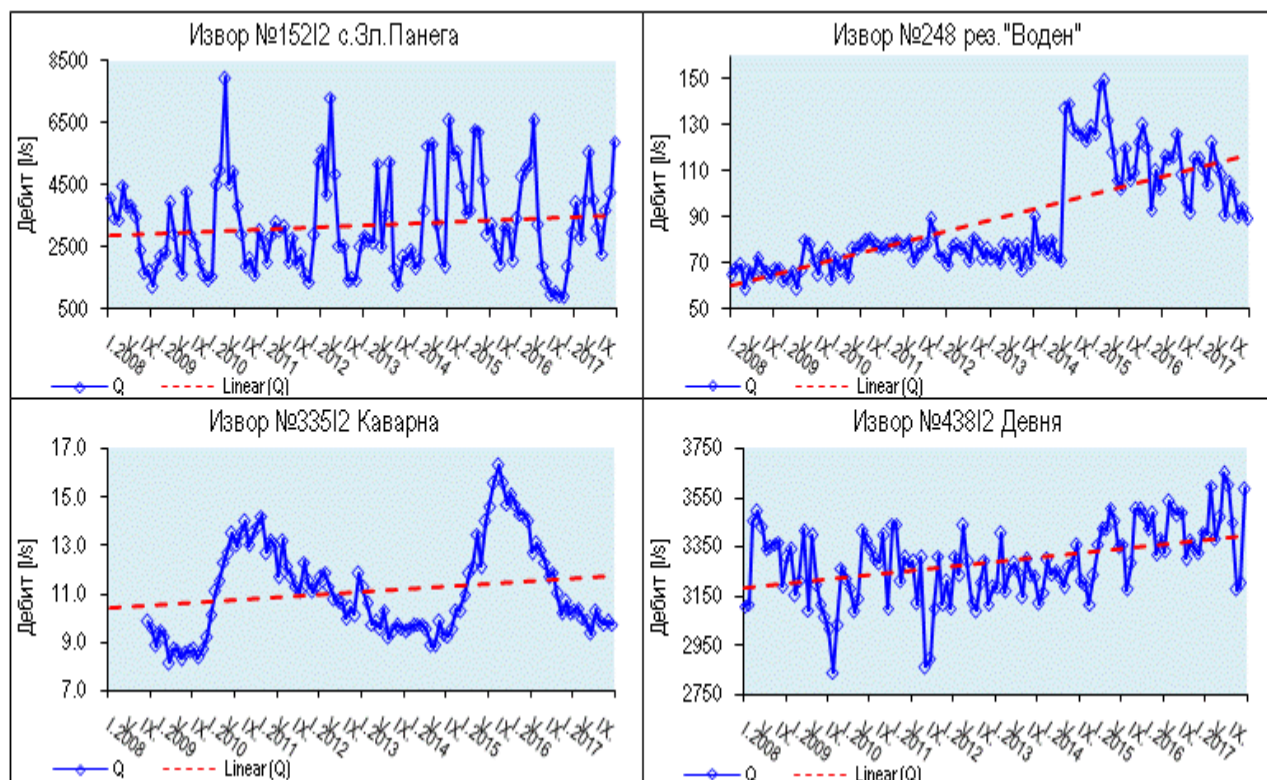 Извор №152I2 с.Зл.Панега
Дебит [l/s]
8500
6500
4500
2500
500
I.2008 IX. I.2009 IX. I.2010 IX. I.2011 IX. I.2012 IX. I.2013 IX. I.2014 IX. I.2015 IX. I.2016 IX. I.2017 IX.
Q Linear (Q)
Извор №248 рез."Воден"
Дебит [l/s]
150
130
110
90
70
50
I.2008 IX. I.2009 IX. I.2010 IX. I.2011 IX. I.2012 IX. I.2013 IX. I.2014 IX. I.2015 IX. I.2016 IX. I.2017 IX.
Q Linear (Q)
Извор №335I2 Каварна
Дебит [l/s]
17.0
15.0
13.0
11.0
9.0
7.0
I.2008 IX. I.2009 IX. I.2010 IX. I.2011 IX. I.2012 IX. I.2013 IX. I.2014 IX. I.2015 IX. I.2016 IX. I.2017 IX.
Q Linear (Q)
Извор №438I2 Девня
Дебит [l/s]
3750
3550
3350
3150
2950
2750
I.2008 IX. I.2009 IX. I.2010 IX. I.2011 IX. I.2012 IX. I.2013 IX. I.2014 IX. I.2015 IX. I.2016 IX. I.2017 IX.
Q Linear (Q)